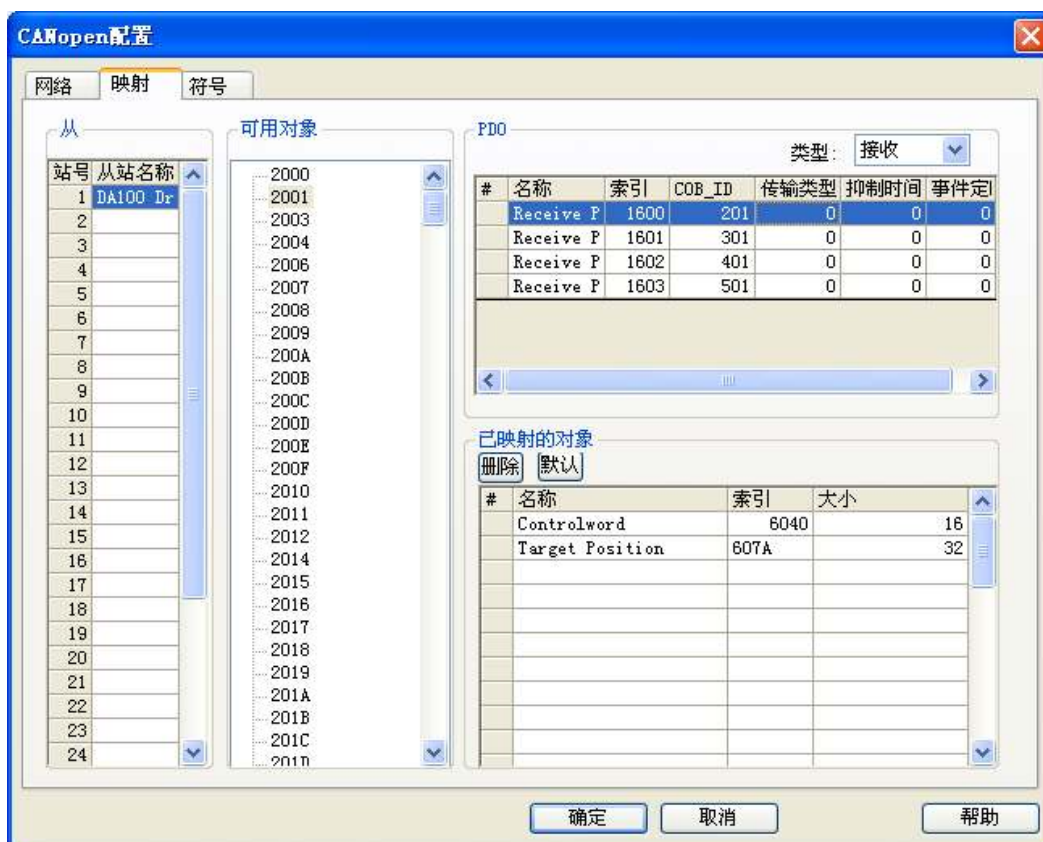 CANopen配置
网络 映射 符号
从
站号 从站名称
1 DA100 Dr
2
3
4
5
6
7
8
9
10
11
12
13
14
15
16
17
18
19
20
21
22
23
24
可用对象
2000
2001
2003
2004
2006
2007
2008
2009
200A
200B
200C
200D
200E
200F
2010
2011
2012
2014
2015
2016
2017
2018
2019
201A
201B
201C
201D
PDO
类型: 接收
# 名称 索引 COB_ID 传输类型 抑制时间 事件定
Receive P 1600 201 0 0 0
Receive P 1601 301 0 0 0
Receive P 1602 401 0 0 0
Receive P 1603 501 0 0 0
已映射的对象
删除 默认
# 名称 索引 大小
Controlword 6040 16
Target Position 607A 32
确定 取消 帮助